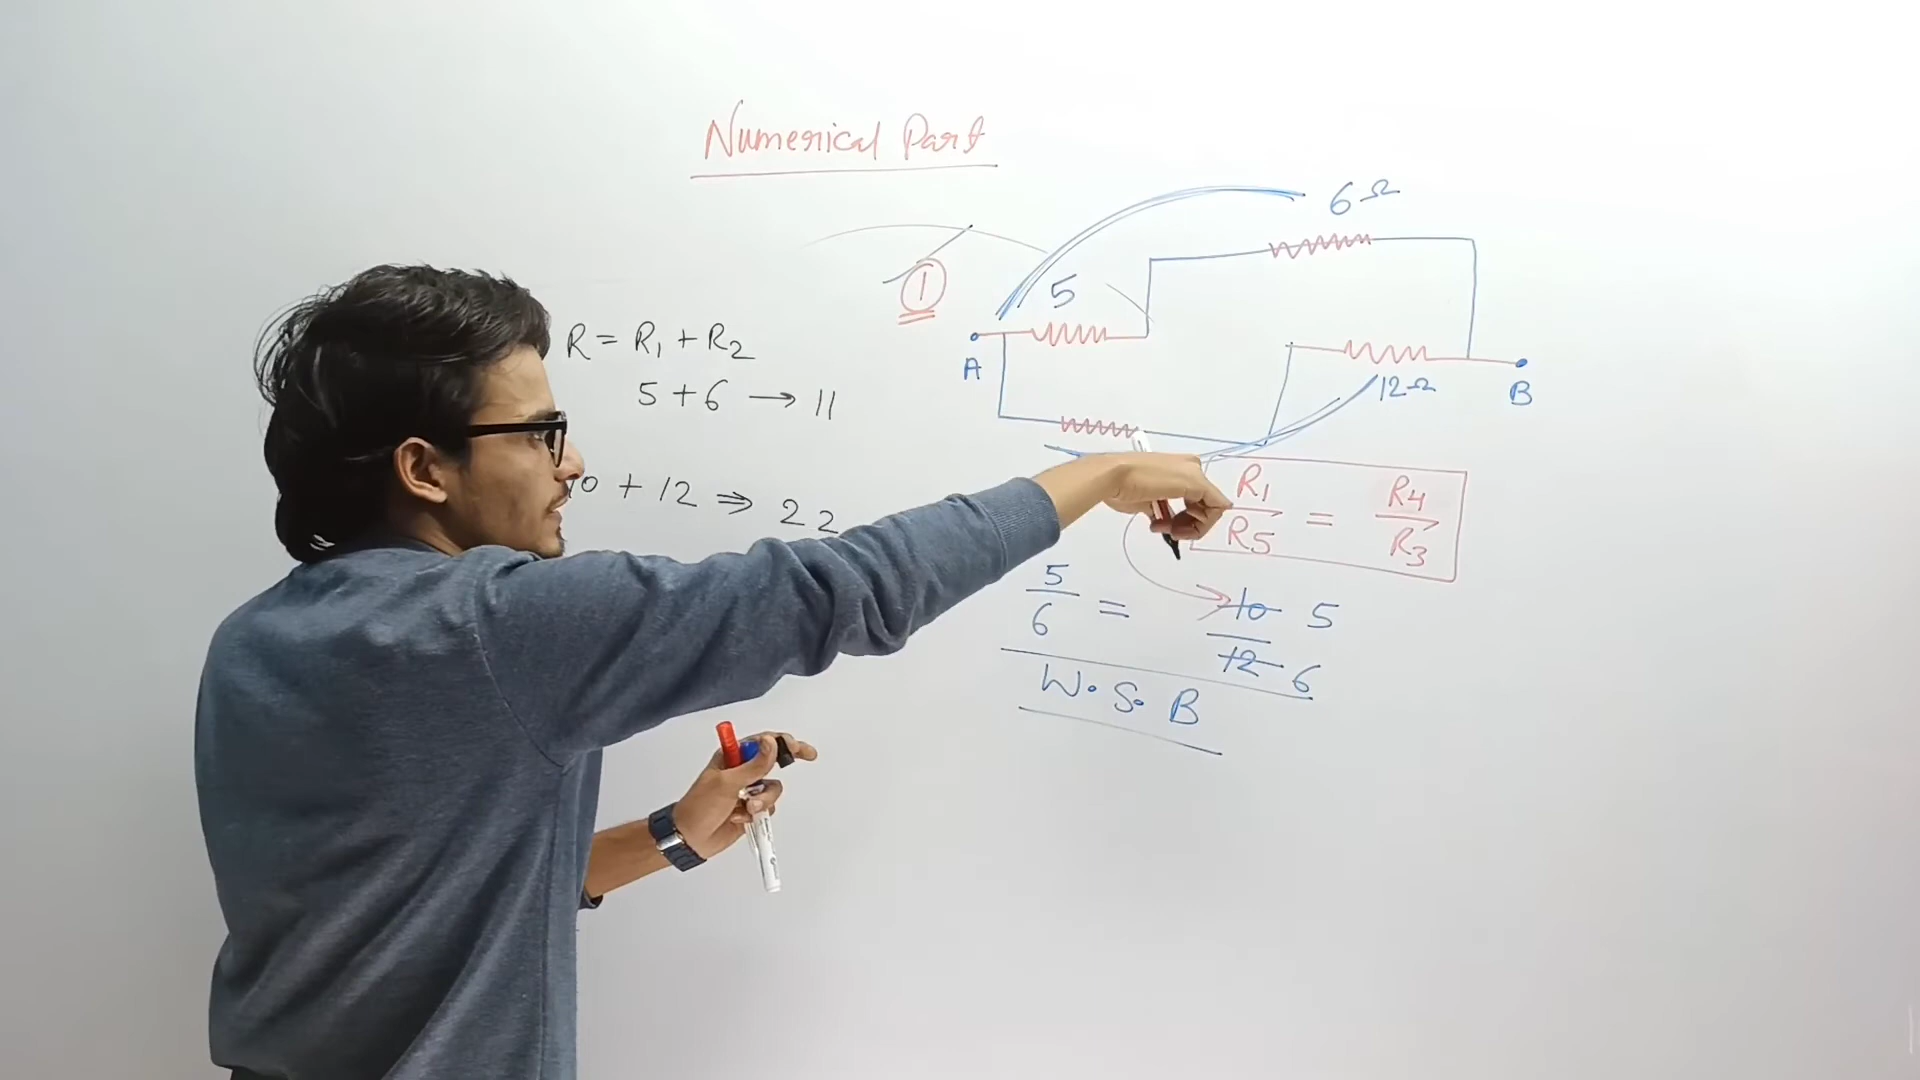 Numerical Part
1
6Ω
5
A
12Ω
B
R = R1 + R2
5 + 6 → 11
10 + 12 ⇒ 22
R1/R5 = R4/R3
5/6 = 10/12 5/6
W.S.B